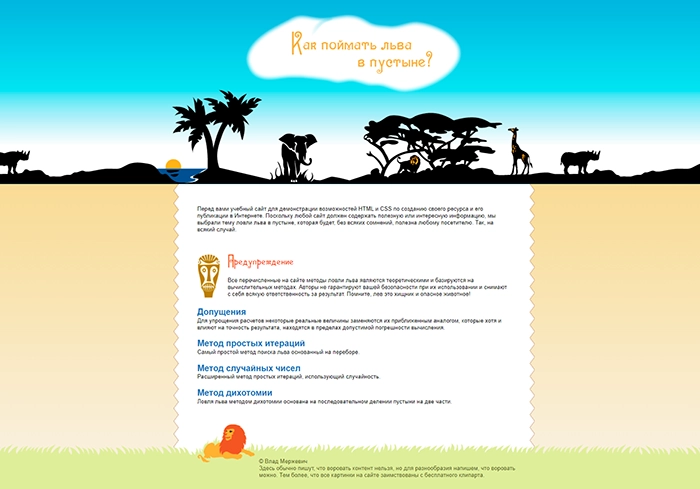 Как поймать льва
в пустыне?
Перед вами учебный сайт для демонстрации возможностей HTML и CSS по созданию своего ресурса и его
публикации в Интернете. Поскольку любой сайт должен содержать полезную или интересную информацию, мы
выбрали тему ловли льва в пустыне, которая будет, без всяких сомнений, полезна любому посетителю. Так, на
всякий случай.
Предупреждение
Все перечисленные на сайте методы ловли льва являются теоретическими и базируются на
вычислительных методах. Авторы не гарантируют вашей безопасности при их использовании и снимают
с себя всякую ответственность за результат. Помните, лев это хищник и опасное животное!
Допущения
Для упрощения расчетов некоторые реальные величины заменяются их приближенным аналогом, которые хотя и
влияют на точность результата, находятся в пределах допустимой погрешности вычисления.
Метод простых итераций
Самый простой метод поиска льва основанный на переборе.
Метод случайных чисел
Расширенный метод простых итераций, использующий случайность.
Метод дихотомии
Ловля льва методом дихотомии основана на последовательном делении пустыни на две части.
© Влад Мержевич
Здесь обычно пишут, что воровать контент нельзя, но для разнообразия напишем, что воровать
можно. Тем более, что все картинки на сайте заимствованы с бесплатного клипарта.